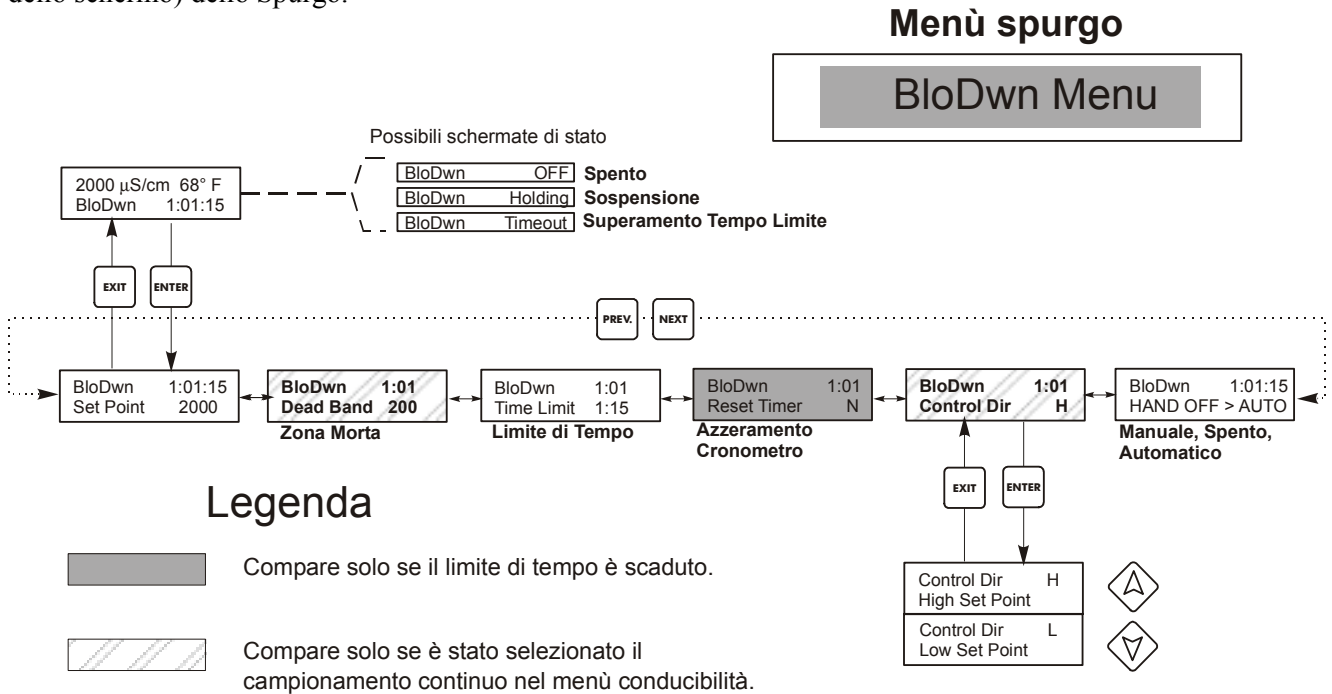 dello schermo) dello Spurgo.
Menù spurgo
BloDwn Menu
Possibili schermate di stato
2000 µS/cm 68° F
BloDwn 1:01:15
BloDwn OFF Spento
BloDwn Holding Sospensione
BloDwn Timeout Superamento Tempo Limite
EXIT
ENTER
PREV.
NEXT
BloDwn 1:01:15
Set Point 2000
BloDwn 1:01
Dead Band 200
Zona Morta
BloDwn 1:01
Time Limit 1:15
Limite di Tempo
BloDwn 1:01
Reset Timer N
Azzeramento
Cronometro
BloDwn 1:01
Control Dir H
BloDwn 1:01:15
HAND OFF > AUTO
Manuale, Spento,
Automatico
EXIT
ENTER
Control Dir H
High Set Point
Control Dir L
Low Set Point
Legenda
Compare solo se il limite di tempo è scaduto.
Compare solo se è stato selezionato il
campionamento continuo nel menù conducibilità.